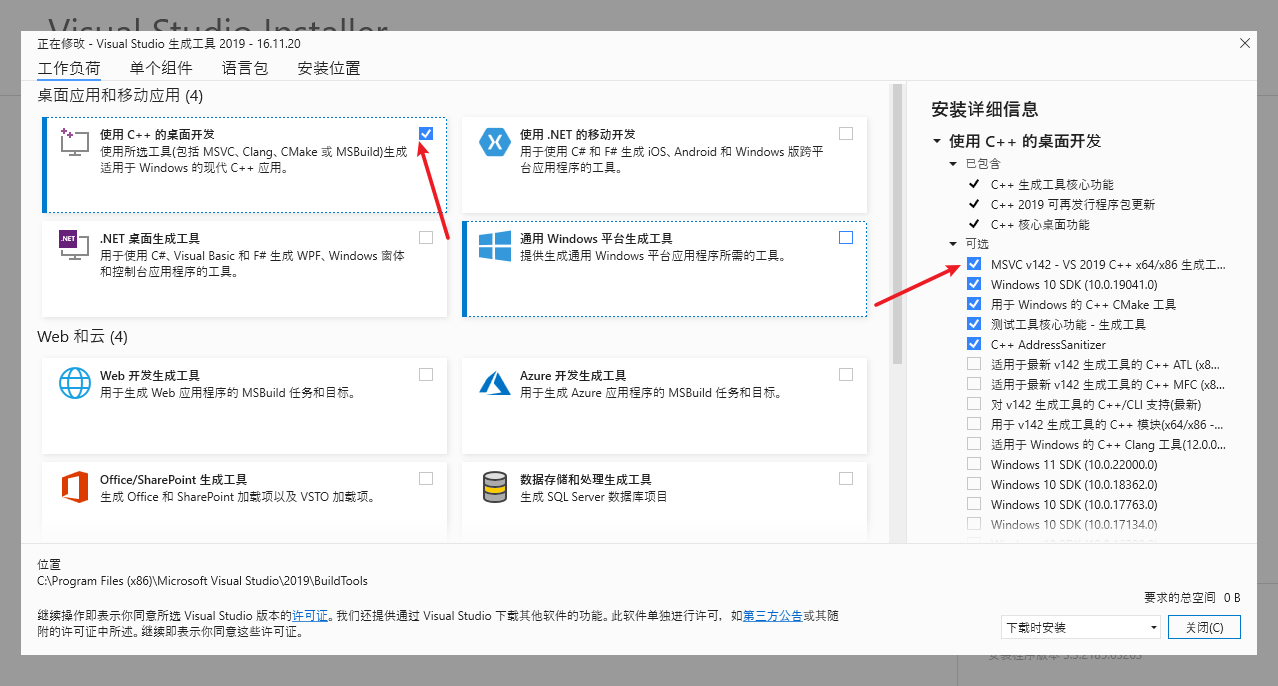 Visual Studio Installer
正在修改 - Visual Studio 生成工具 2019 - 16.11.20
工作负荷 单个组件 语言包 安装位置
桌面应用和移动应用 (4)
使用 C++ 的桌面开发
使用所选工具(包括 MSVC、Clang、CMake 或 MSBuild)生成
适用于 Windows 的现代 C++ 应用。
使用 .NET 的移动开发
用于使用 C# 和 F# 生成 iOS、Android 和 Windows 版跨平
台应用程序的工具。
.NET
.NET 桌面生成工具
用于使用 C#、Visual Basic 和 F# 生成 WPF、Windows 窗体
和控制台应用程序的工具。
通用 Windows 平台生成工具
提供生成通用 Windows 平台应用程序所需的工具。
Web 和云 (4)
Web 开发生成工具
用于生成 Web 应用程序的 MSBuild 任务和目标。
Azure 开发生成工具
用于生成 Azure 应用程序的 MSBuild 任务和目标。
Office/SharePoint 生成工具
生成 Office 和 SharePoint 加载项以及 VSTO 加载项。
数据存储和处理生成工具
生成 SQL Server 数据库项目
安装详细信息
使用 C++ 的桌面开发
已包含
C++ 生成工具核心功能
C++ 2019 可再发行程序包更新
C++ 核心桌面功能
可选
MSVC v142 - VS 2019 C++ x64/x86 生成工...
Windows 10 SDK (10.0.19041.0)
用于 Windows 的 C++ CMake 工具
测试工具核心功能 - 生成工具
C++ AddressSanitizer
适用于最新 v142 生成工具的 C++ ATL (x8...
适用于最新 v142 生成工具的 C++ MFC (x8...
对 v142 生成工具的 C++/CLI 支持(最新)
用于 v142 生成工具的 C++ 模块(x64/x86 -...
适用于 Windows 的 C++ Clang 工具(12.0.0...
Windows 11 SDK (10.0.22000.0)
Windows 10 SDK (10.0.18362.0)
Windows 10 SDK (10.0.17763.0)
Windows 10 SDK (10.0.17134.0)
位置
C:\Program Files (x86)\Microsoft Visual Studio\2019\BuildTools
继续操作即表示你同意所选 Visual Studio 版本的许可证。我们还提供通过 Visual Studio 下载其他软件的功能。此软件单独进行许可，如第三方公告或其随
附的许可证中所述。继续即表示你同意这些许可证。
要求的总空间 0 B
下载时安装
关闭(C)